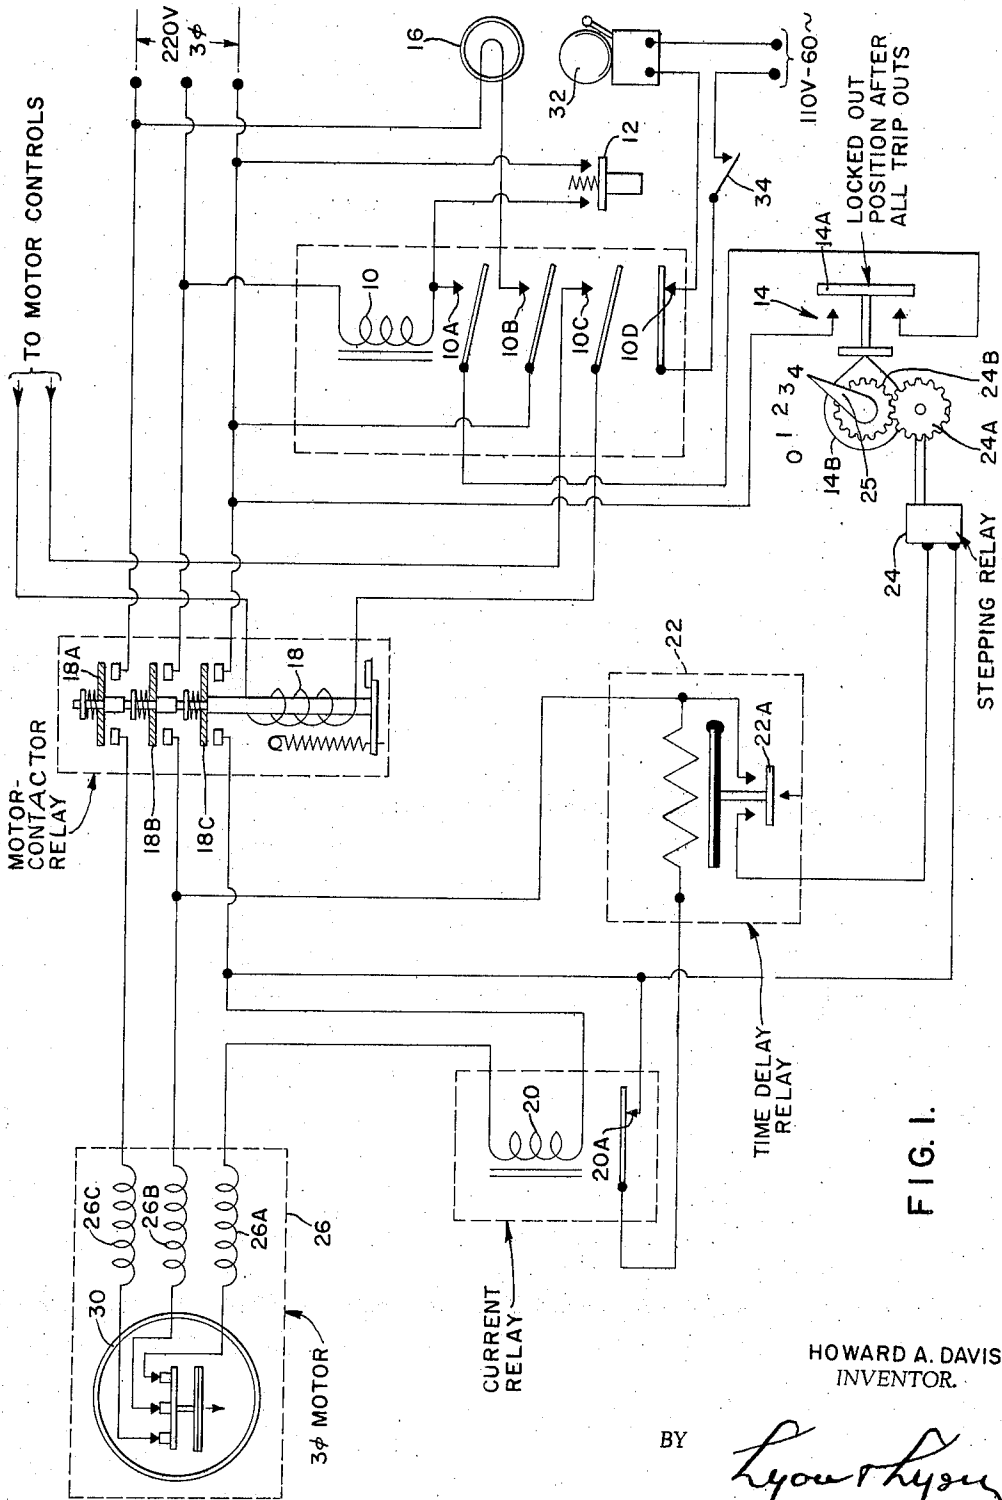 TO MOTOR CONTROLS
220V
3ϕ
16
32
110V-60~
12
34
LOCKED OUT
POSITION AFTER
ALL TRIP OUTS
14A
14
10
10A
10B
10C
10D
0 1 2 3 4
14B
25
24A
24B
24
STEPPING RELAY
MOTOR-
CONTACTOR
RELAY
18A
18
18B
18C
22
22A
TIME DELAY
RELAY
20
20A
CURRENT
RELAY
26C
26B
26A
26
30
3ϕ MOTOR
FIG. 1.
HOWARD A. DAVIS
INVENTOR.
BY
Lyon & Lyon